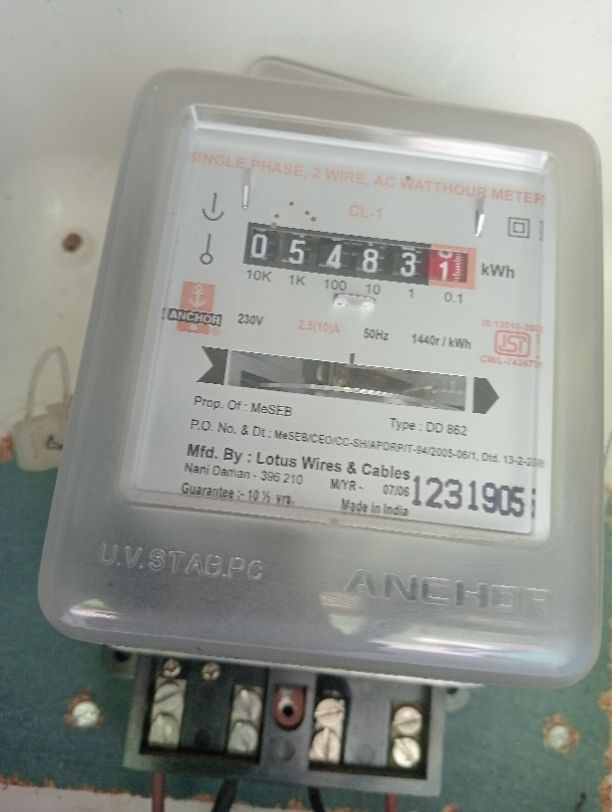 SINGLE PHASE, 2 WIRE, AC WATTHOUR METER
CL-1
0 5 4 8 3 1 kWh
10K 1K 100 10 1 0.1
ANCHOR
230V 2.5(10)A 50Hz 1440r / kWh
IS:13010-2002
ISI
CM/L-
Prop. Of : MeSEB
Type : DD 862
P.O. No. & Dt.: MeSEB/CEO/CC-SH/APDRP/T-94/2005-06/1, Dtd. 13-2-
Mfd. By : Lotus Wires & Cables
Nani Daman - 396 210
M/YR - 07/06
1231905
Guarantee :- 10 ½ yrs.
Made in India
U.V.STAB.PC
ANCHOR